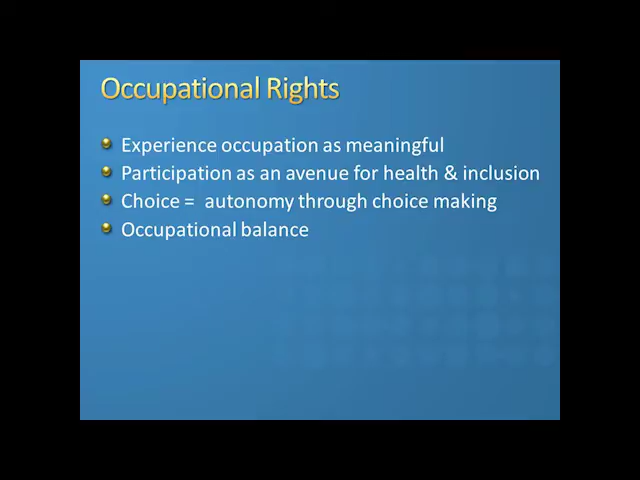 Occupational Rights
Experience occupation as meaningful
Participation as an avenue for health & inclusion
Choice = autonomy through choice making
Occupational balance